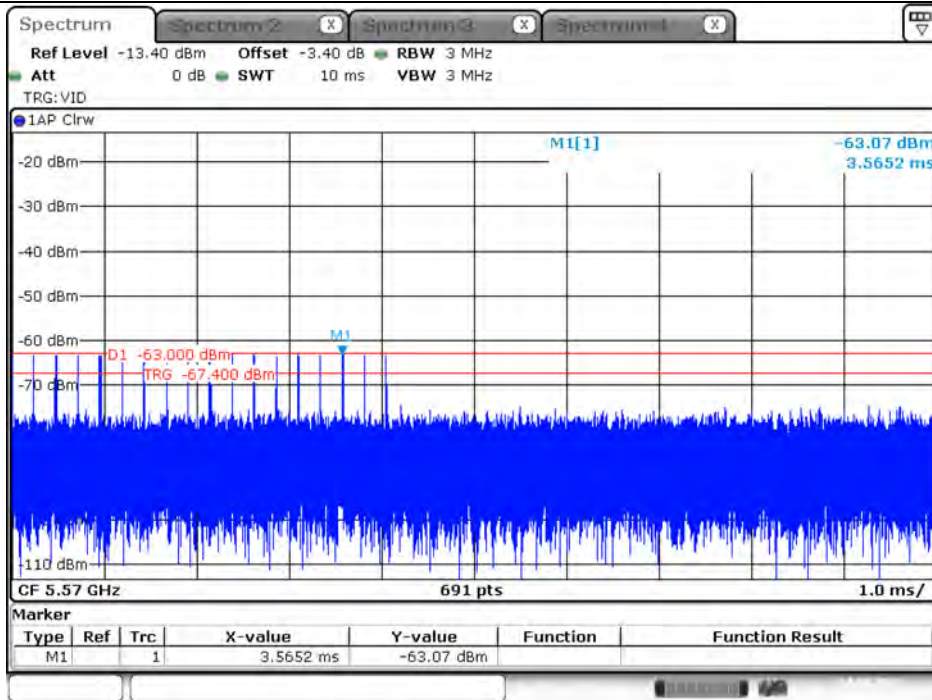 Spectrum Spectrum 2 X Spectrum 3 X Spectrum 4 X
Ref Level -13.40 dBm Offset -3.40 dB RBW 3 MHz
Att 0 dB SWT 10 ms VBW 3 MHz
TRG:VID
1AP Clrw
M1[1] -63.07 dBm
3.5652 ms
-20 dBm
-30 dBm
-40 dBm
-50 dBm
-60 dBm
M1
D1 -63.000 dBm
TRG -67.400 dBm
-70 dBm
-110 dBm
CF 5.57 GHz 691 pts 1.0 ms/
Marker
Type Ref Trc X-value Y-value Function Function Result
M1 1 3.5652 ms -63.07 dBm